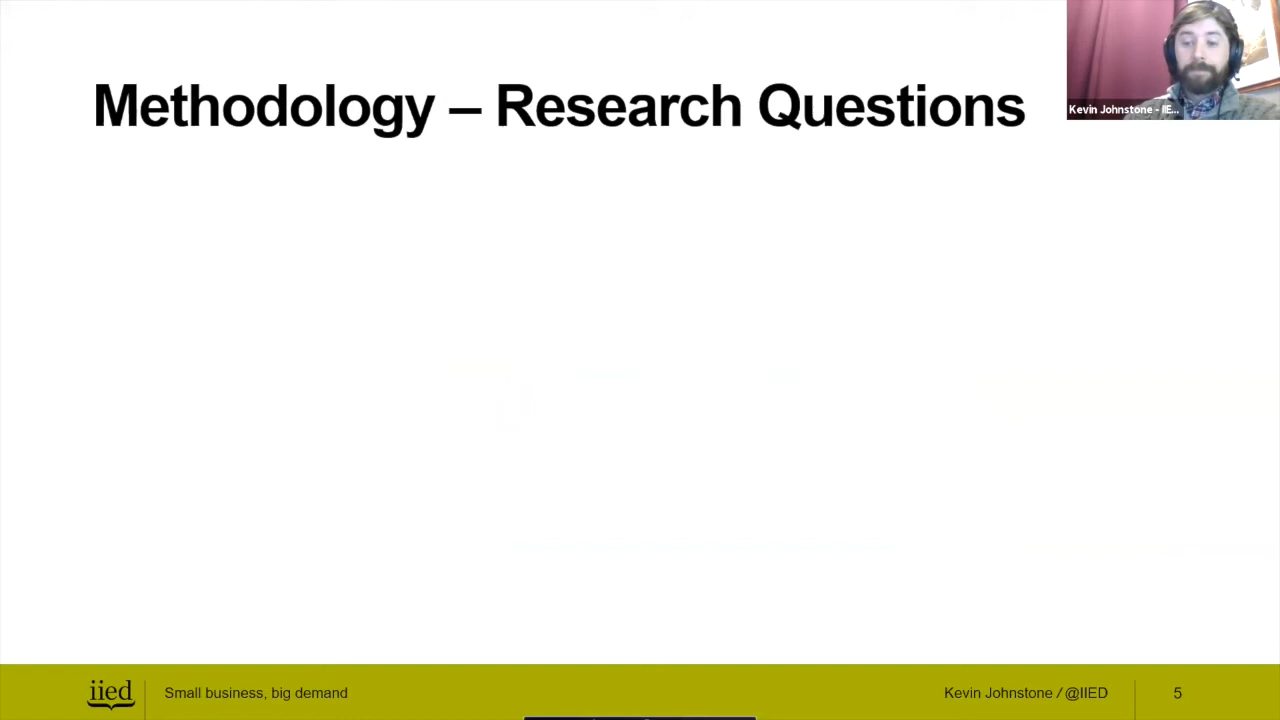 Methodology – Research Questions
Kevin Johnstone - IIE...
iied
Small business, big demand
Kevin Johnstone / @IIED
5